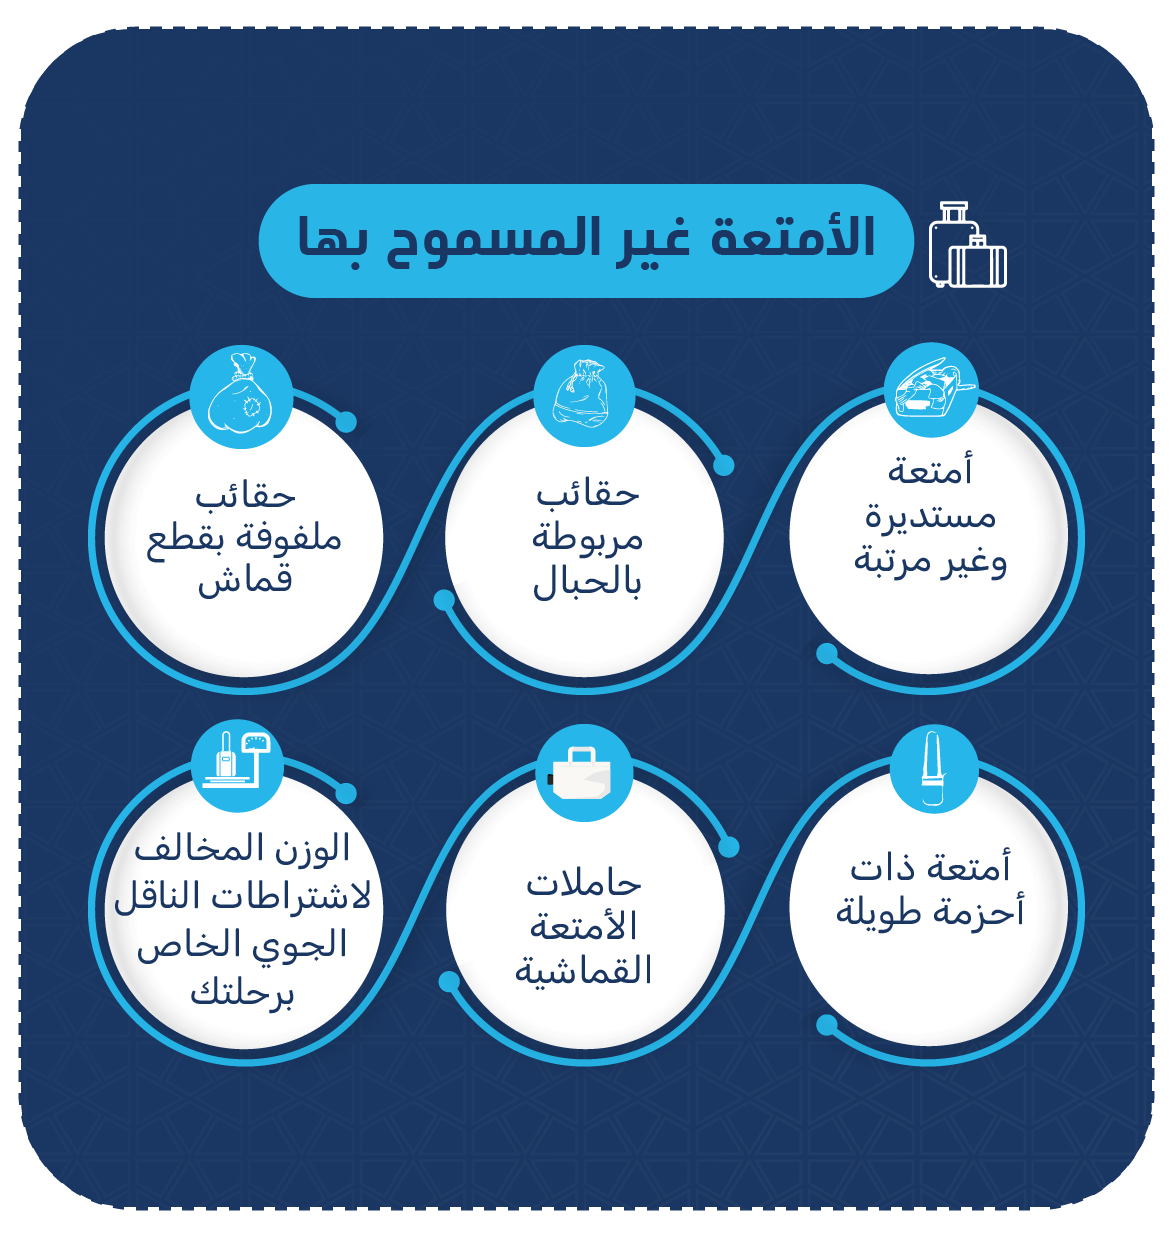 الأمتعة غير المسموح بها
أمتعة
مستديرة
وغير مرتبة
حقائب
مربوطة
بالحبال
حقائب
ملفوفة بقطع
قماش
أمتعة ذات
أحزمة طويلة
حاملات
الأمتعة
القماشية
الوزن المخالف
لاشتراطات الناقل
الجوي الخاص
برحلتك